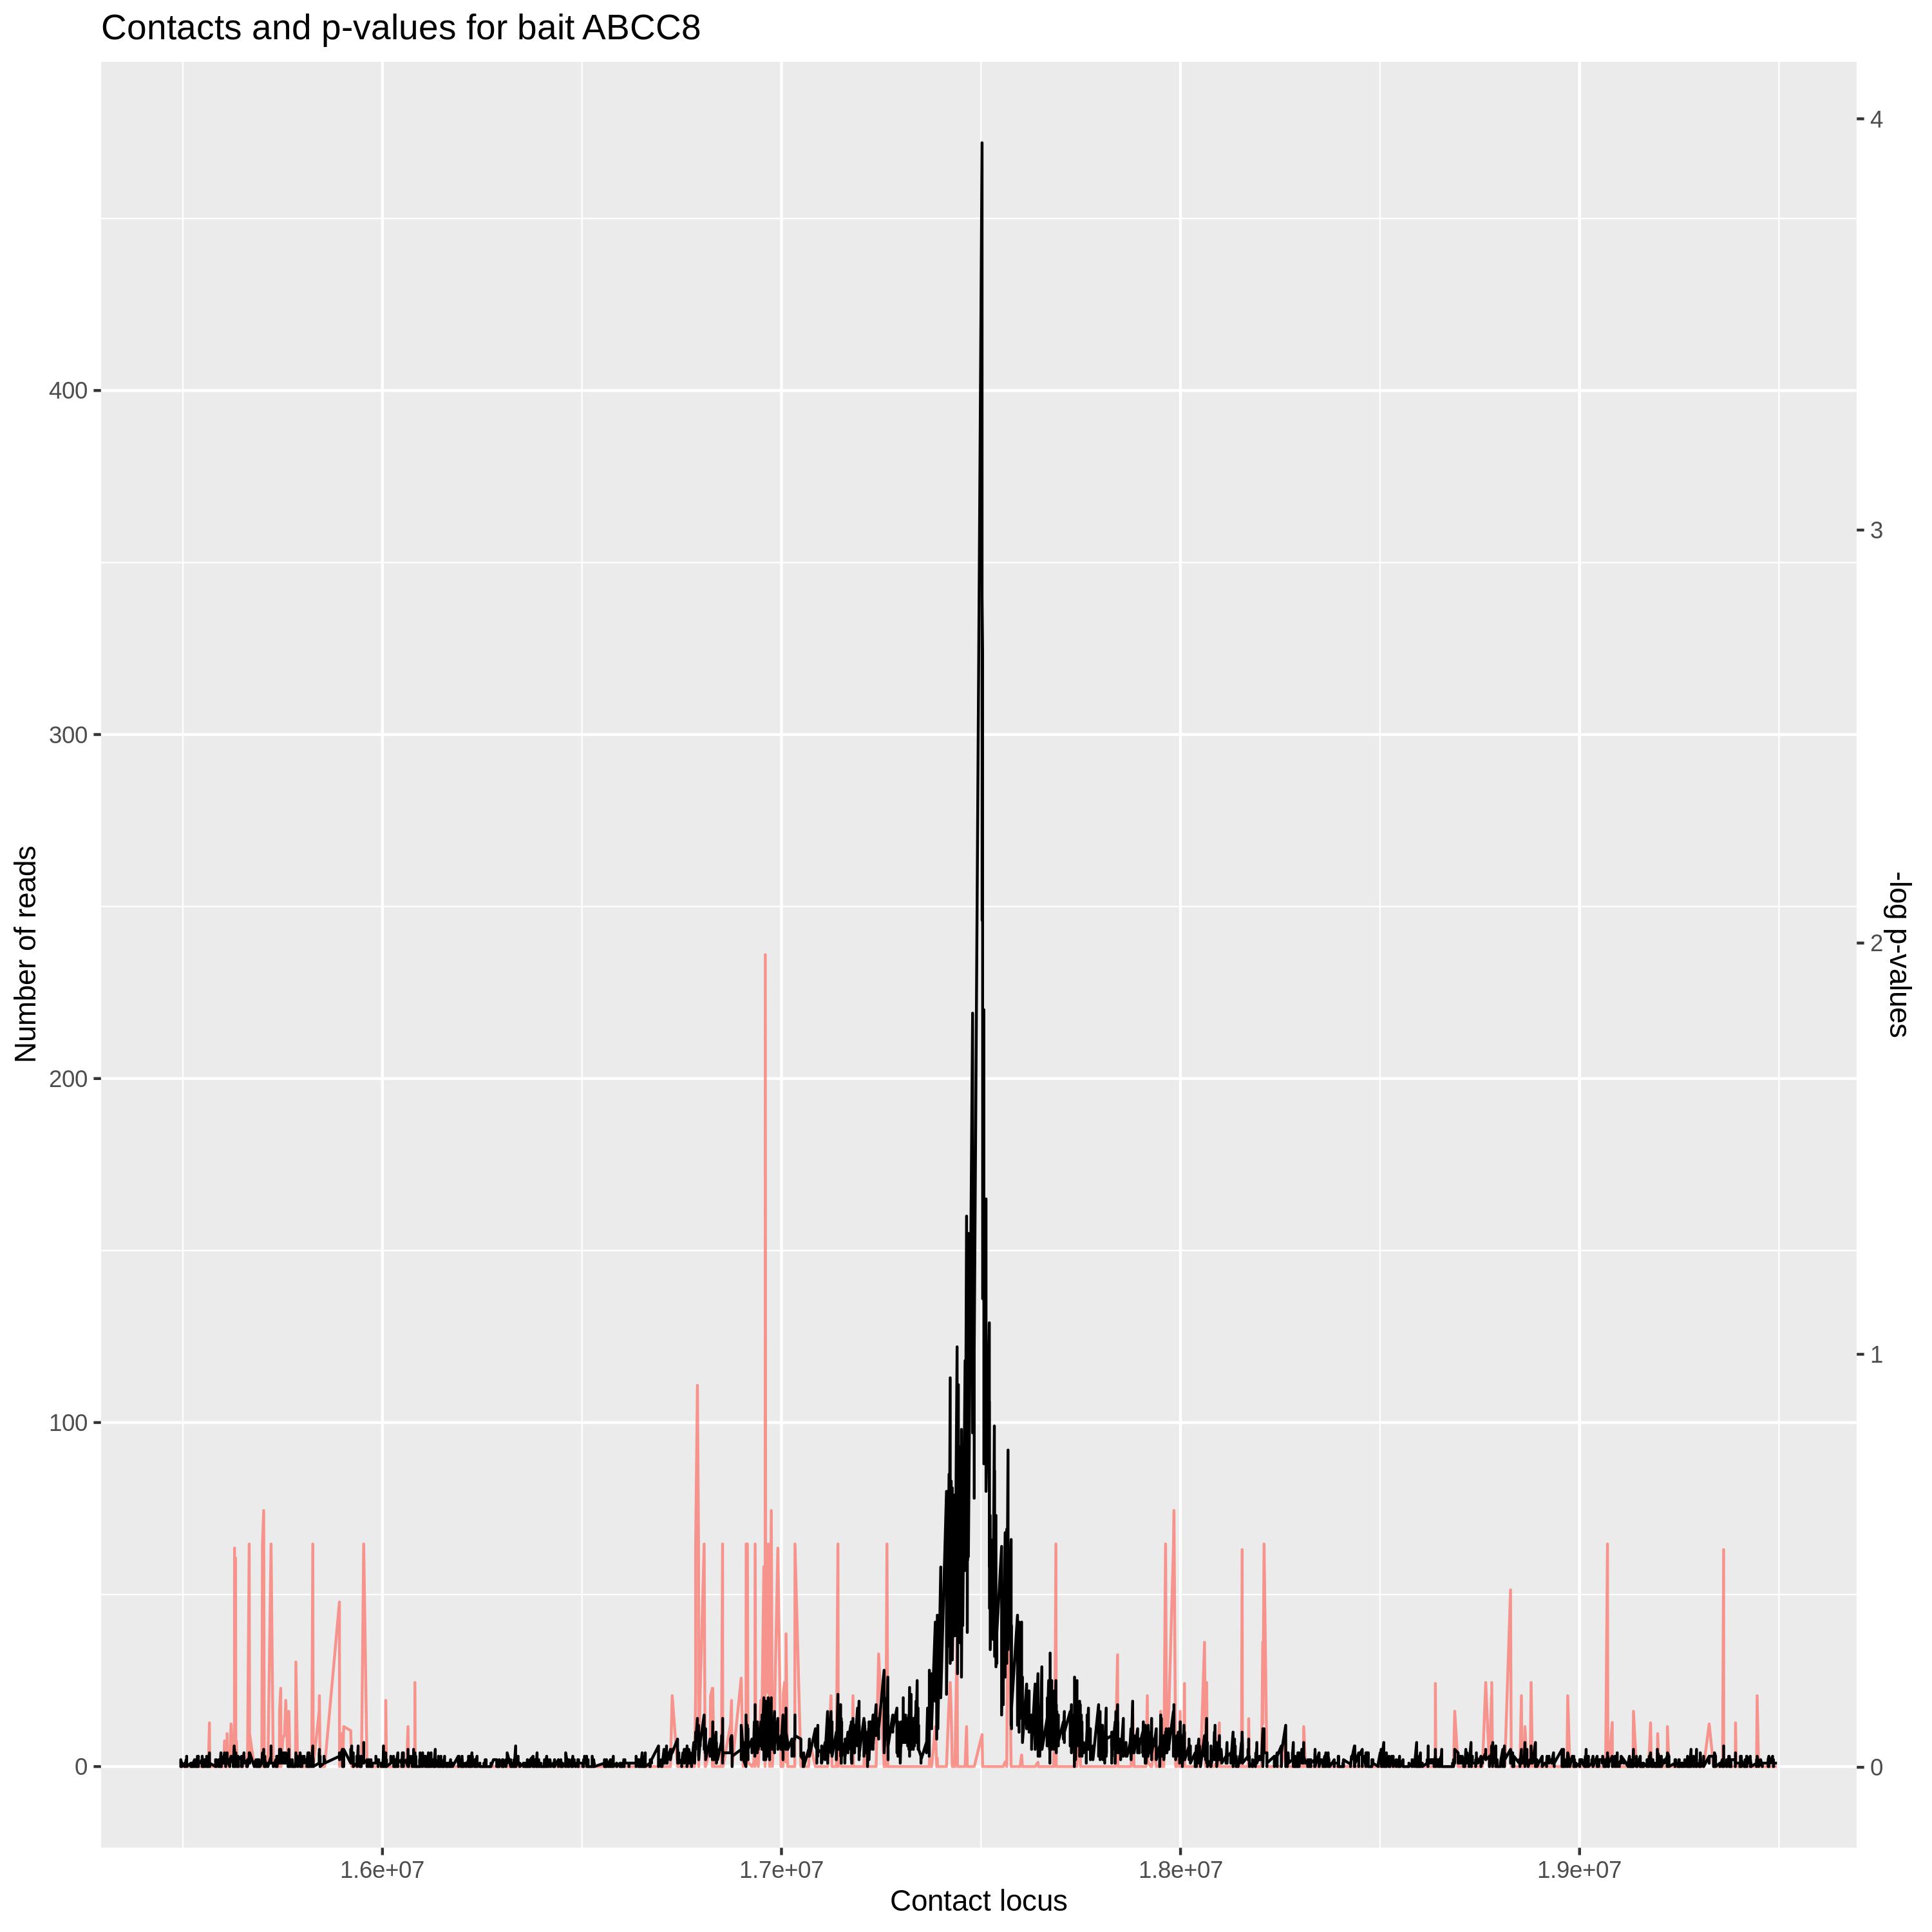 Contacts and p-values for bait ABCC8
Number of reads
400
300
200
100
0
4
3
2
1
0
-log p-values
1.6e+07
1.7e+07
1.8e+07
1.9e+07
Contact locus